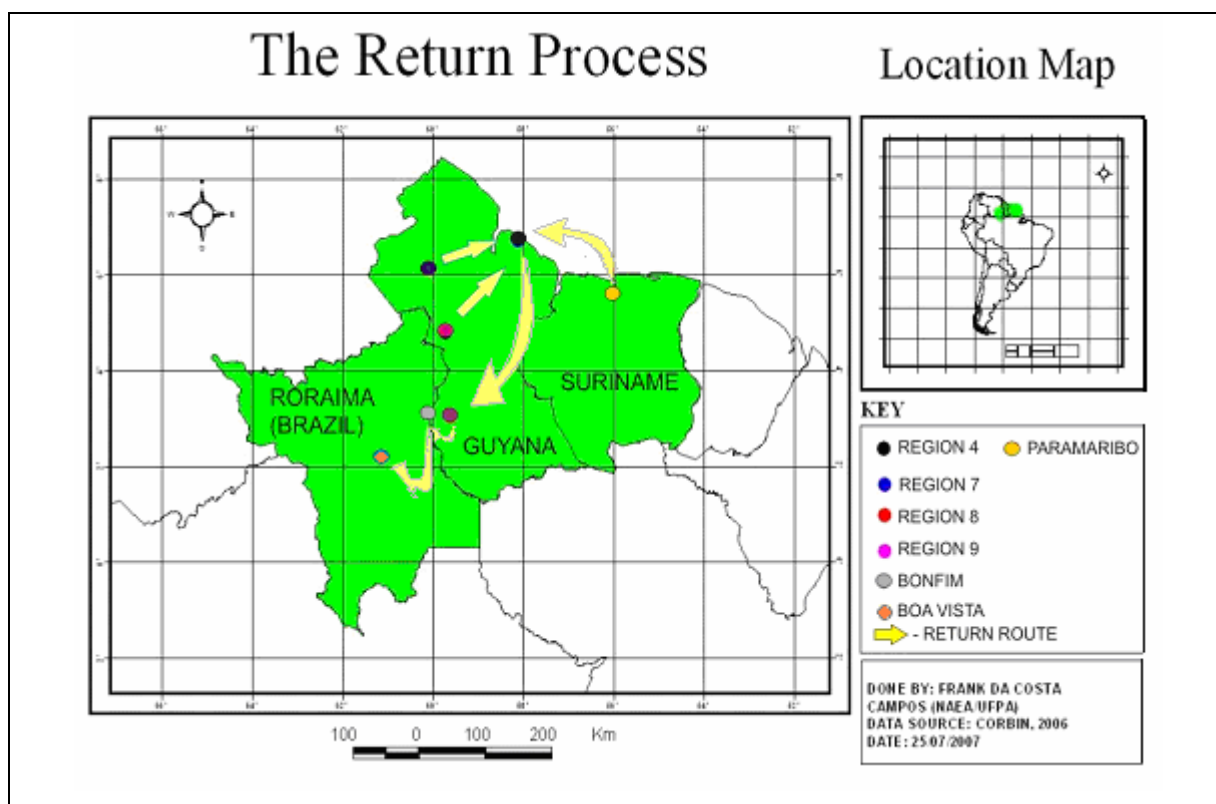 The Return Process
Location Map
RORAIMA
(BRAZIL)
GUYANA
SURINAME
KEY
REGION 4
PARAMARIBO
REGION 7
REGION 8
REGION 9
BONFIM
BOA VISTA
- RETURN ROUTE
100 0 100 200 Km
DONE BY: FRANK DA COSTA
CAMPOS (NAEA/UFPA)
DATA SOURCE: CORBIN, 2006
DATE: 25/07/2007